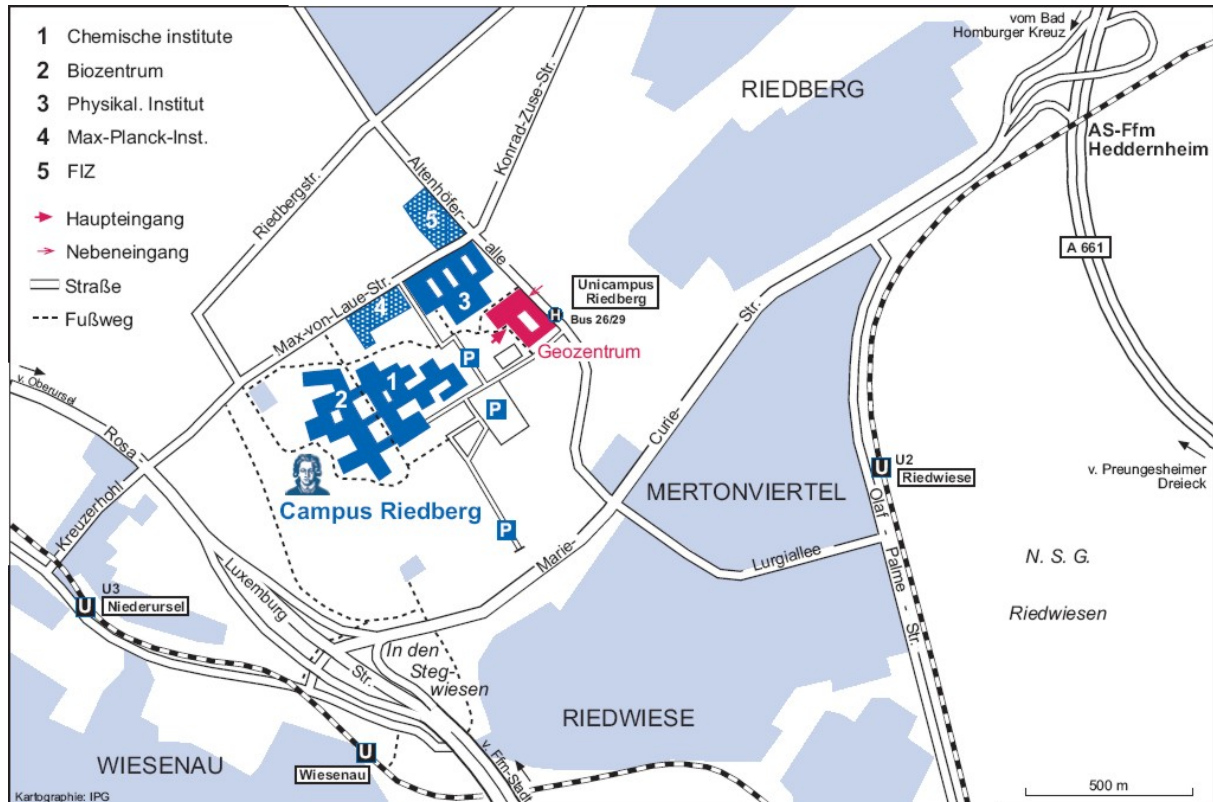 1 Chemische institute
2 Biozentrum
3 Physikal. Institut
4 Max-Planck-Inst.
5 FIZ
Haupteingang
Nebeneingang
Straße
Fußweg
vom Bad
Homburger Kreuz
RIEDBERG
AS-Ffm
Heddernheim
A 661
Konrad-Zuse-Str.
Altenhöfer-
alle
Riedbergstr.
5
Max-von-Laue-Str.
4
3
Unicampus
Riedberg
H
Bus 26/29
Geozentrum
P
1
2
P
v. Oberursel
Rosa-
Kreuzerhohl
Campus Riedberg
P
Marie-
Curie-
Str.
MERTONVIERTEL
U
U2
Riedwiese
v. Preungesheimer
Dreieck
Olaf-
Palme-
Str.
Lurgiallee
N. S. G.
Riedwiesen
U3
U
Niederursel
Luxemburg
Str.
In den
Steg-
wiesen
RIEDWIESE
WIESENAU
U
Wiesenau
v. Ffm-Stadt
500 m
Kartographie: IPG